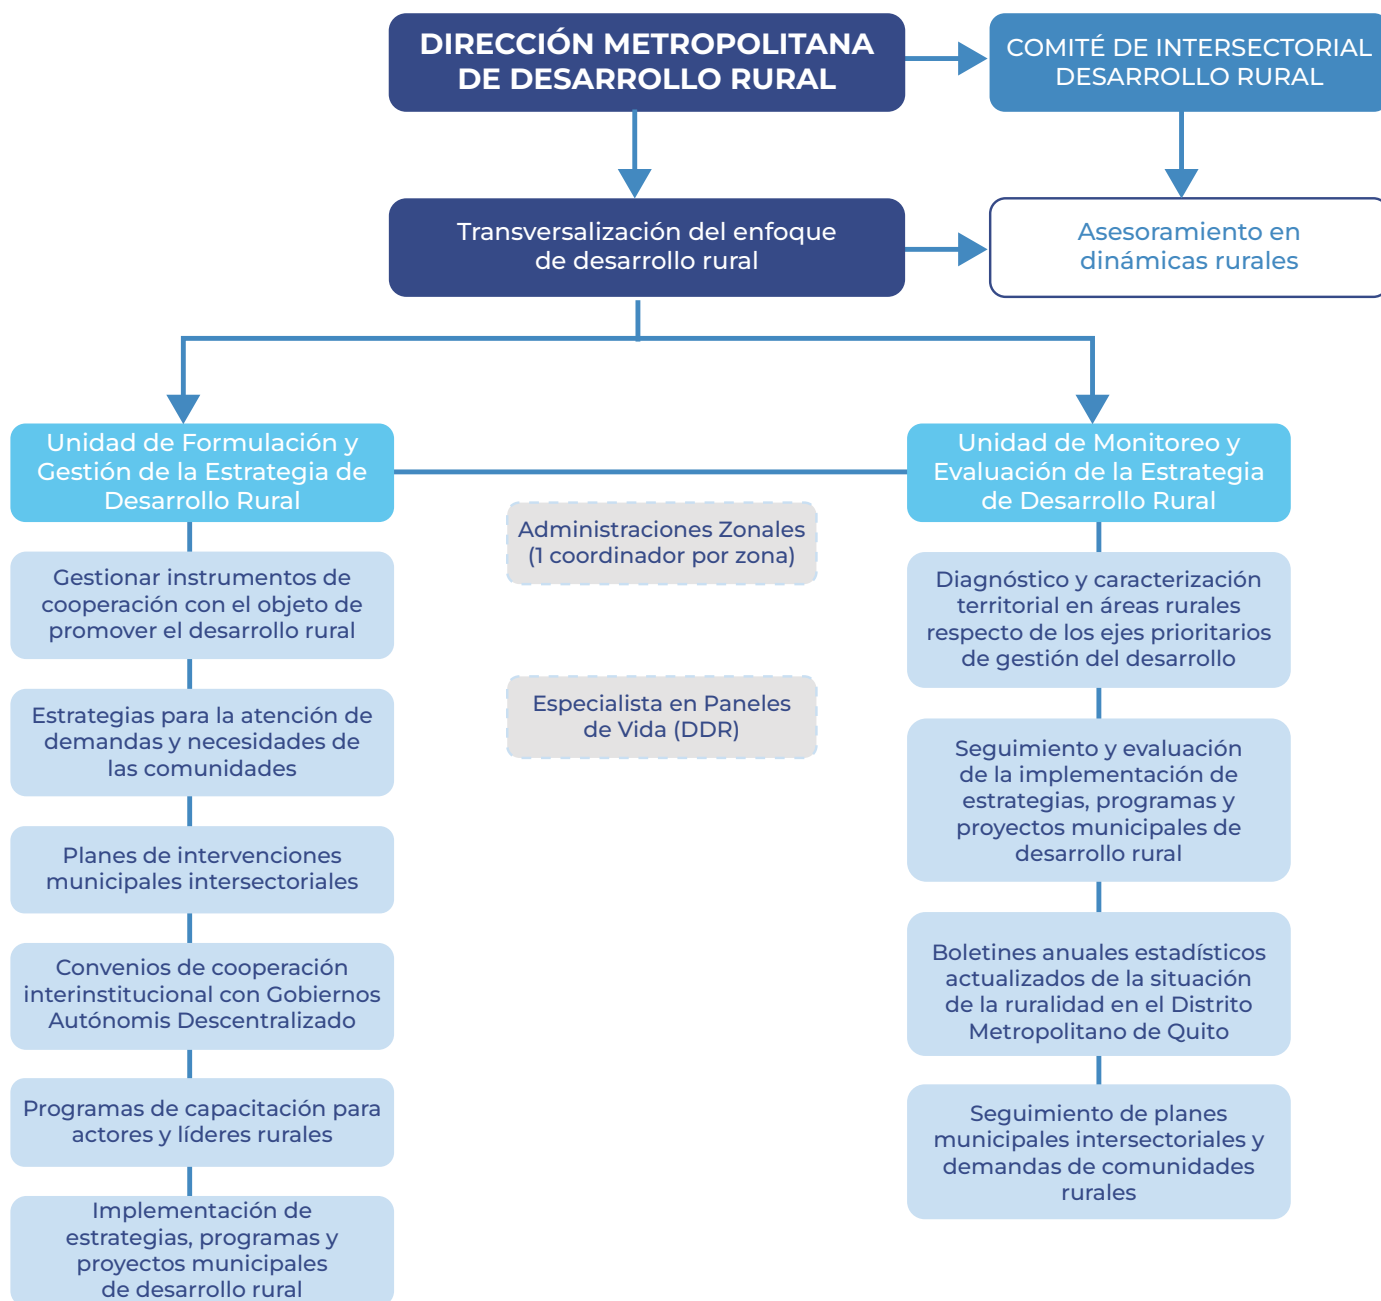 DIRECCIÓN METROPOLITANA
DE DESARROLLO RURAL
COMITÉ DE INTERSECTORIAL
DESARROLLO RURAL
Transversalización del enfoque
de desarrollo rural
Asesoramiento en
dinámicas rurales
Unidad de Formulación y
Gestión de la Estrategia de
Desarrollo Rural
Unidad de Monitoreo y
Evaluación de la Estrategia
de Desarrollo Rural
Administraciones Zonales
(1 coordinador por zona)
Especialista en Paneles
de Vida (DDR)
Gestionar instrumentos de
cooperación con el objeto de
promover el desarrollo rural
Estrategias para la atención de
demandas y necesidades de
las comunidades
Planes de intervenciones
municipales intersectoriales
Convenios de cooperación
interinstitucional con Gobiernos
Autónomis Descentralizado
Programas de capacitación para
actores y líderes rurales
Implementación de
estrategias, programas y
proyectos municipales
de desarrollo rural
Diagnóstico y caracterización
territorial en áreas rurales
respecto de los ejes prioritarios
de gestión del desarrollo
Seguimiento y evaluación
de la implementación de
estrategias, programas y
proyectos municipales de
desarrollo rural
Boletines anuales estadísticos
actualizados de la situación
de la ruralidad en el Distrito
Metropolitano de Quito
Seguimiento de planes
municipales intersectoriales y
demandas de comunidades
rurales